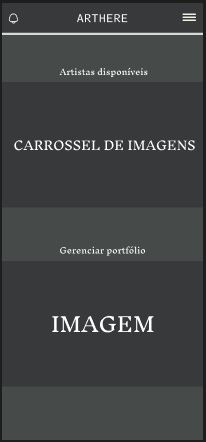 ARTHERE
Artistas disponíveis
CARROSSEL DE IMAGENS
Gerenciar portfólio
IMAGEM